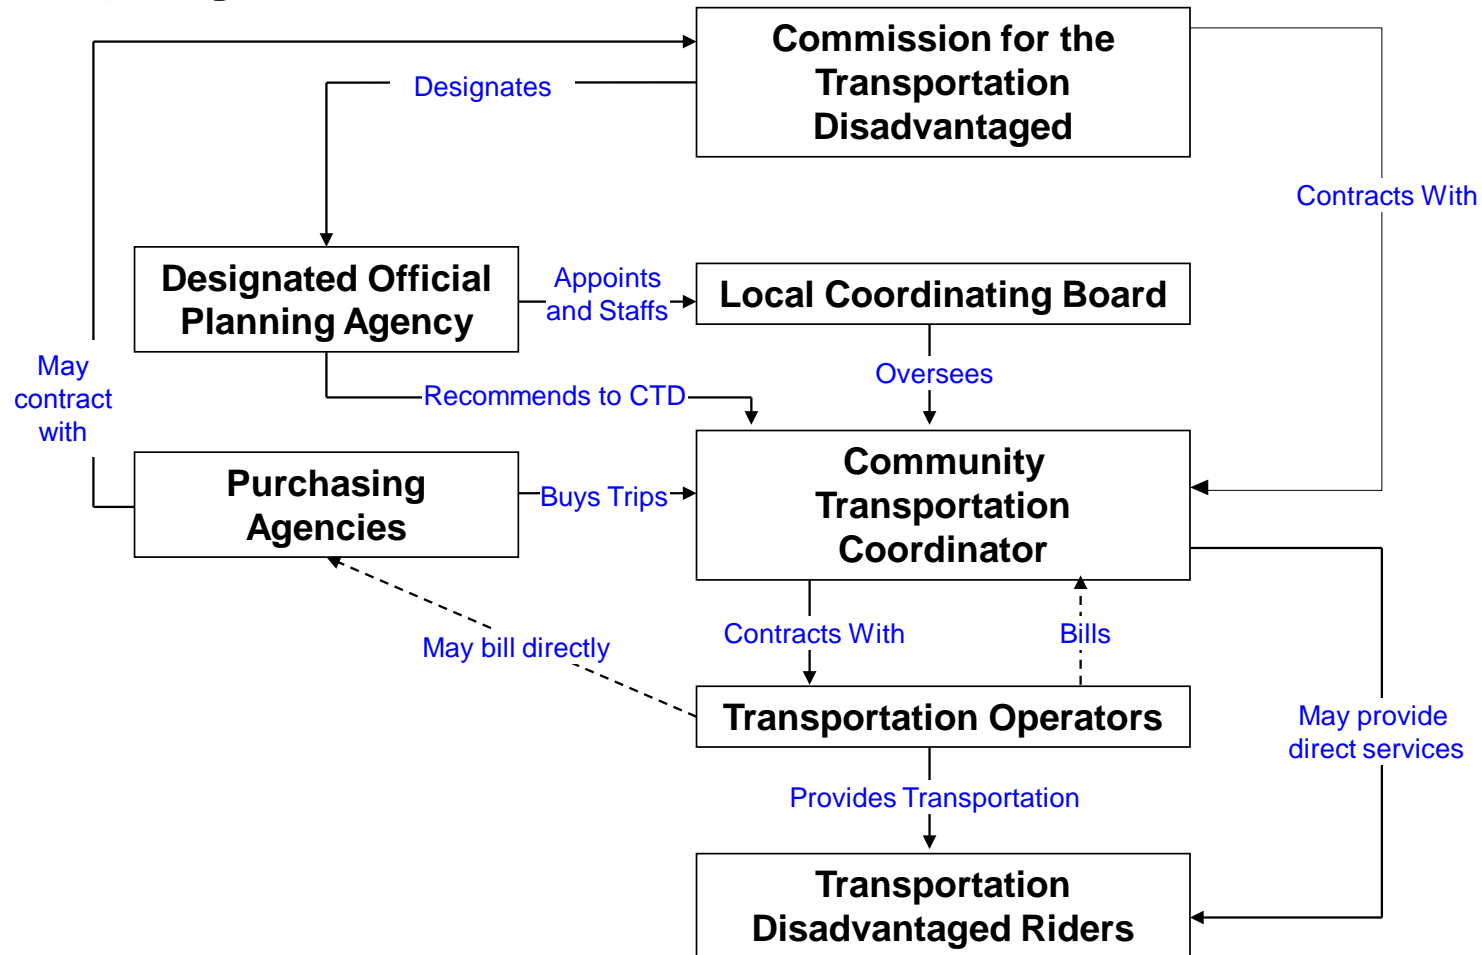 Commission for the
Transportation
Disadvantaged
Designates
Contracts With
Designated Official
Planning Agency
Appoints
and Staffs
Local Coordinating Board
May
contract
with
Recommends to CTD
Oversees
Purchasing
Agencies
Buys Trips
Community
Transportation
Coordinator
May bill directly
Contracts With
Bills
Transportation Operators
May provide
direct services
Provides Transportation
Transportation
Disadvantaged Riders